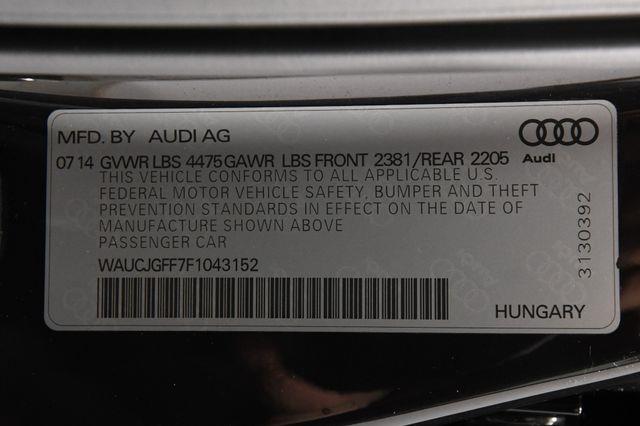 MFD. BY AUDI AG
Audi
07 14 GVWR LBS 4475 GAWR LBS FRONT 2381/REAR 2205
THIS VEHICLE CONFORMS TO ALL APPLICABLE U.S.
FEDERAL MOTOR VEHICLE SAFETY, BUMPER AND THEFT
PREVENTION STANDARDS IN EFFECT ON THE DATE OF
MANUFACTURE SHOWN ABOVE
PASSENGER CAR
WAUCJGFF7F1043152
3130392
HUNGARY